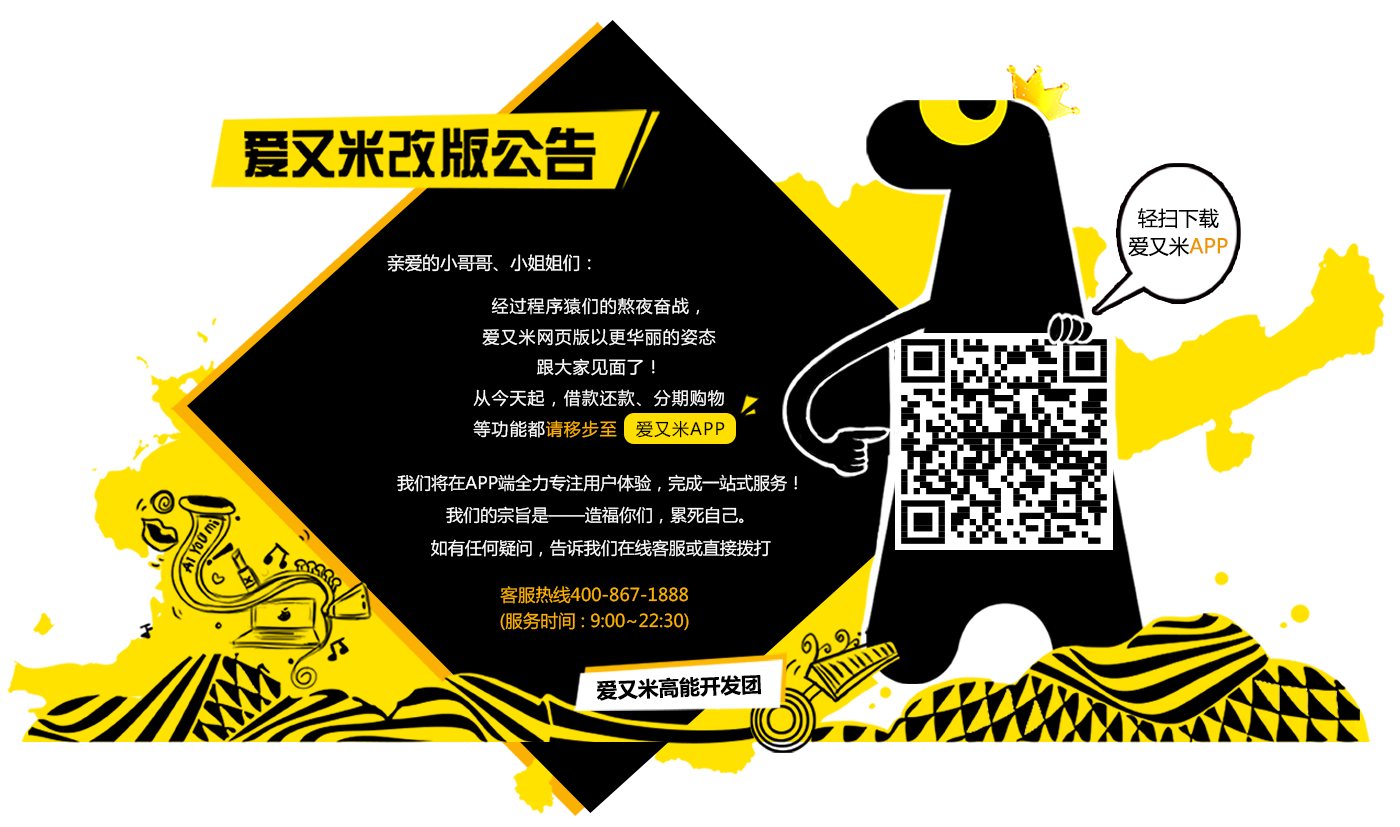 爱又米改版公告
亲爱的小哥哥、小姐姐们：
经过程序猿们的熬夜奋战，
爱又米网页版以更华丽的姿态
跟大家见面了！
从今天起，借款还款、分期购物
等功能都请移步至 爱又米APP
我们将在APP端全力专注用户体验，完成一站式服务！
我们的宗旨是——造福你们，累死自己。
如有任何疑问，告诉我们在线客服或直接拨打
客服热线400-867-1888
(服务时间：9:00~22:30)
爱又米高能开发团
轻扫下载
爱又米APP
AI YOU mi